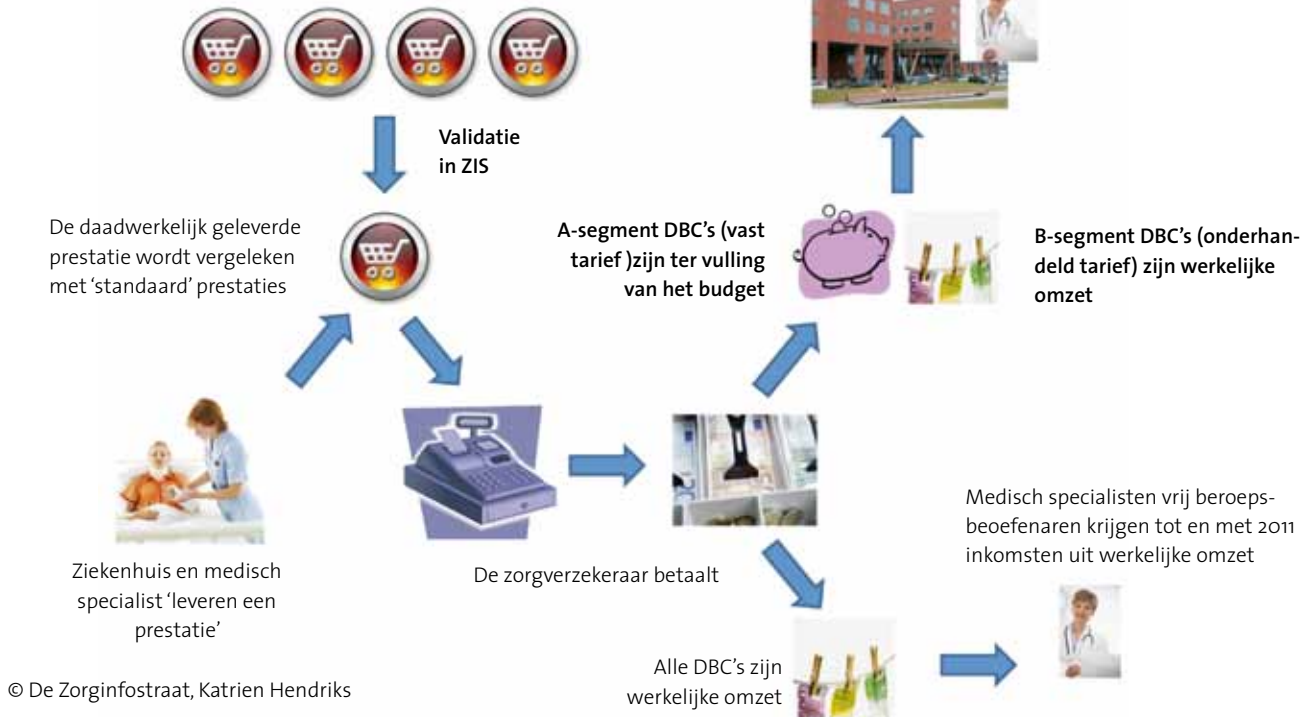 Validatie
in ZIS
De daadwerkelijk geleverde
prestatie wordt vergeleken
met ‘standaard’ prestaties
A-segment DBC’s (vast
tarief )zijn ter vulling
van het budget
B-segment DBC’s (onderhan-
deld tarief) zijn werkelijke
omzet
Ziekenhuis en medisch
specialist ‘leveren een
prestatie’
De zorgverzekeraar betaalt
Medisch specialisten vrij beroeps-
beoefenaren krijgen tot en met 2011
inkomsten uit werkelijke omzet
Alle DBC’s zijn
werkelijke omzet
© De Zorginfostraat, Katrien Hendriks